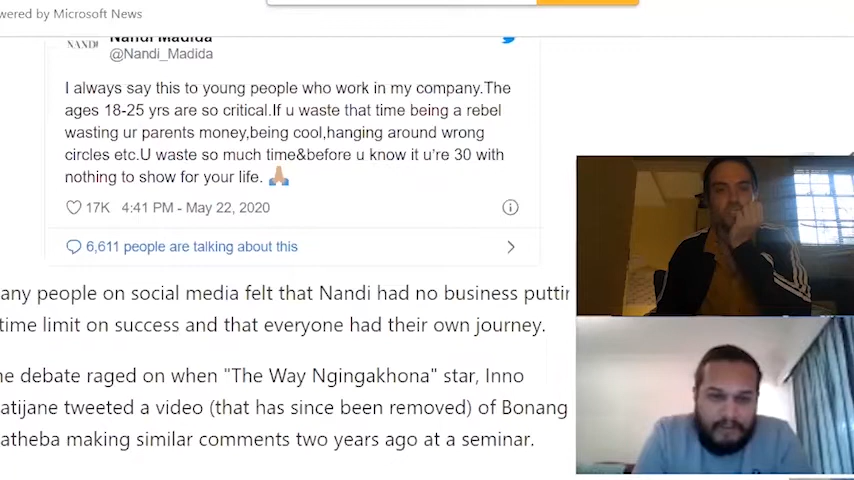 wered by Microsoft News
NANDI
Nandi Madida
@Nandi_Madida
I always say this to young people who work in my company.The
ages 18-25 yrs are so critical.If u waste that time being a rebel
wasting ur parents money,being cool,hanging around wrong
circles etc.U waste so much time&before u know it u're 30 with
nothing to show for your life. 🙏🏽
17K 4:41 PM - May 22, 2020
6,611 people are talking about this
any people on social media felt that Nandi had no business puttin
time limit on success and that everyone had their own journey.
he debate raged on when "The Way Ngingakhona" star, Inno
atijane tweeted a video (that has since been removed) of Bonang
atheba making similar comments two years ago at a seminar.